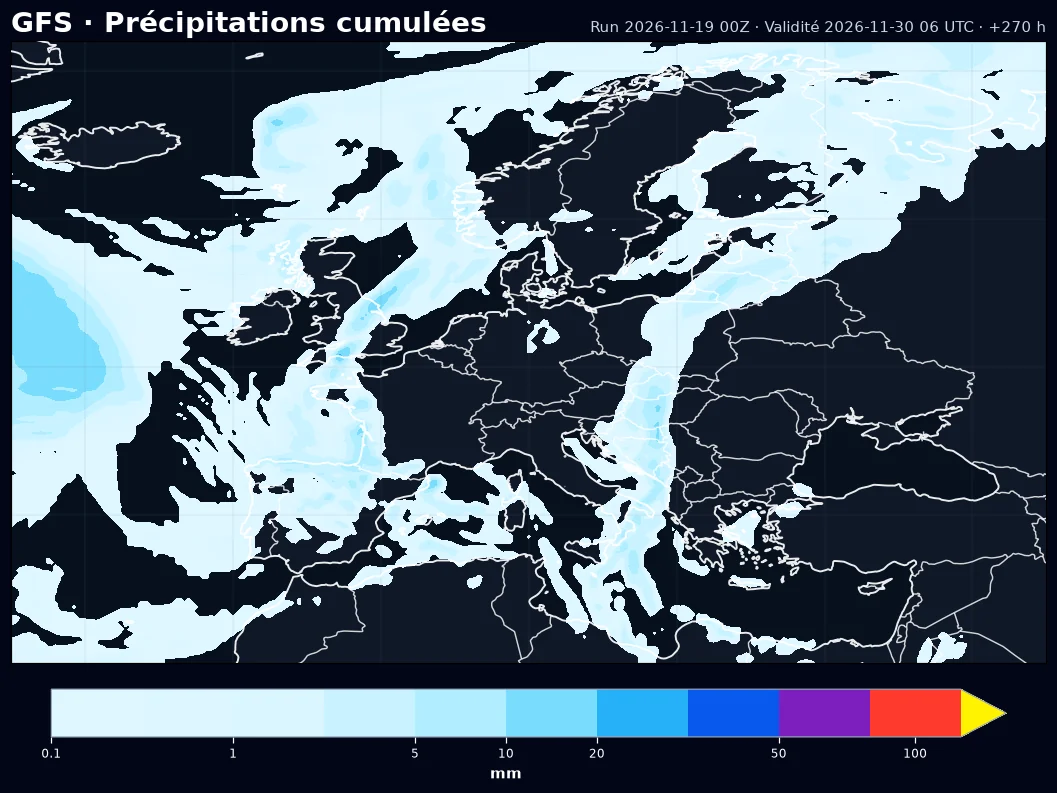 GFS · Précipitations cumulées
Run 2026-11-19 00Z · Validité 2026-11-30 06 UTC · +270 h
0.1 1 5 10 20 50 100
mm